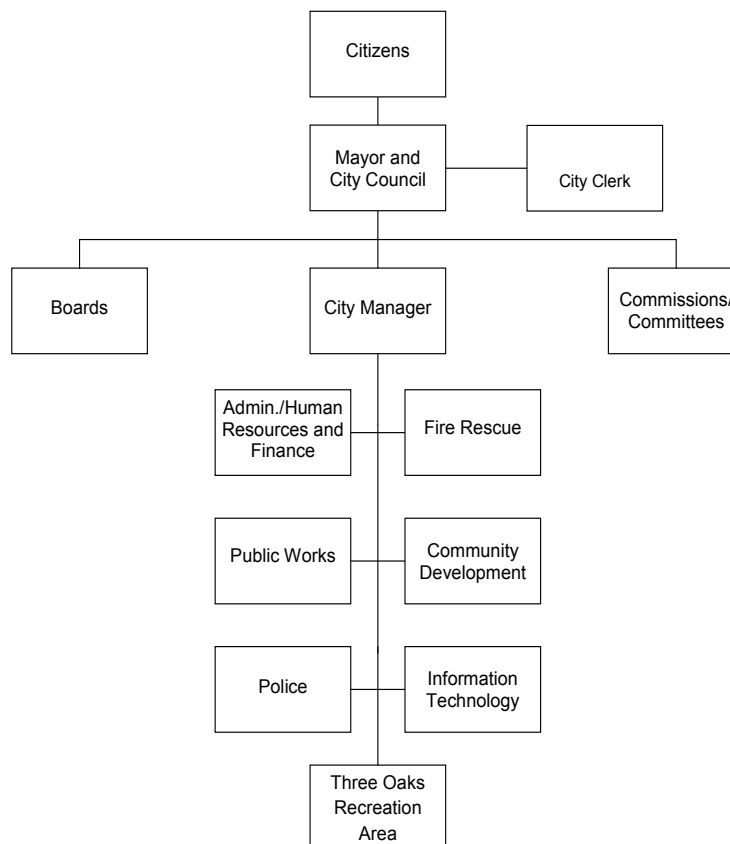 Citizens
Mayor and
City Council
City Clerk
Boards
City Manager
Commissions/
Committees
Admin./Human
Resources and
Finance
Fire Rescue
Public Works
Community
Development
Police
Information
Technology
Three Oaks
Recreation
Area